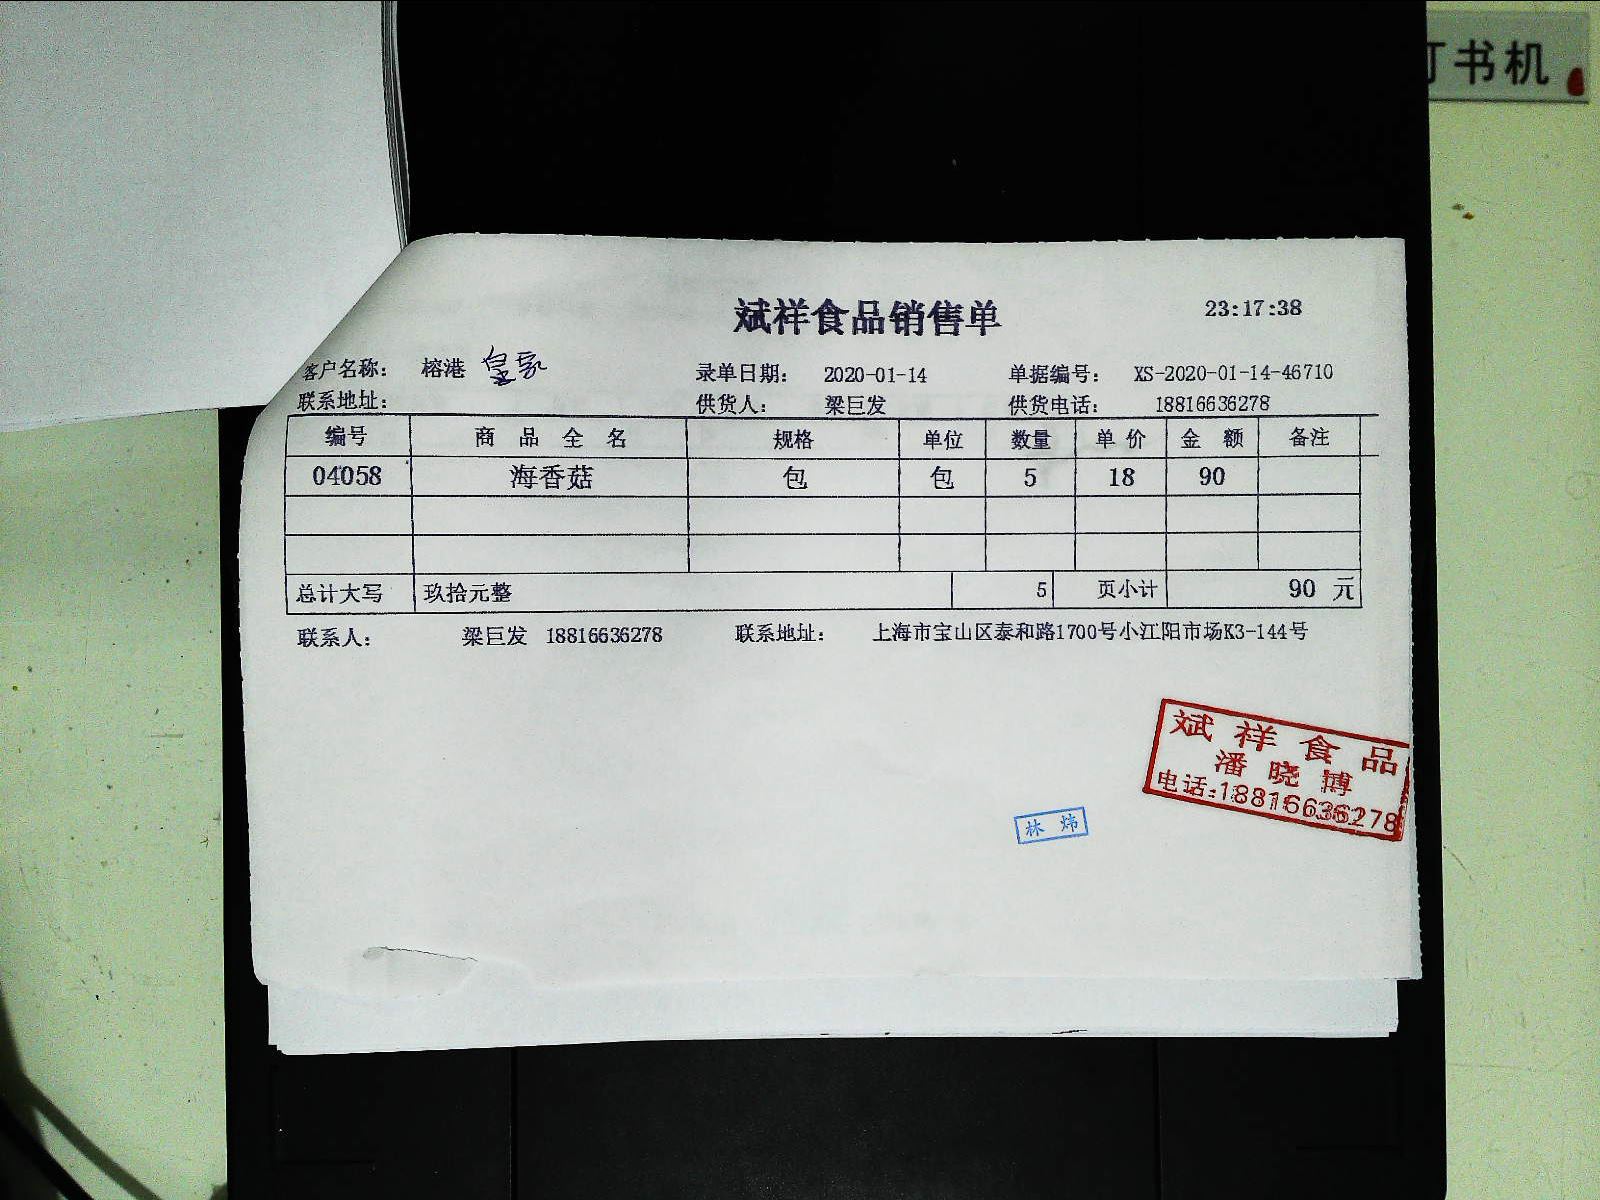 订书机
斌祥食品销售单 23:17:38
客户名称: 榕港 皇家 录单日期: 2020-01-14 单据编号: XS-2020-01-14-46710
联系地址: 供货人: 梁巨发 供货电话: 18816636278
编号 商品全名 规格 单位 数量 单价 金额 备注
04058 海香菇 包 包 5 18 90
总计大写 玖拾元整 5 页小计 90 元
联系人: 梁巨发 18816636278 联系地址: 上海市宝山区泰和路1700号小江阳市场K3-144号
斌祥食品
潘晓博
电话:18816636278
林炜